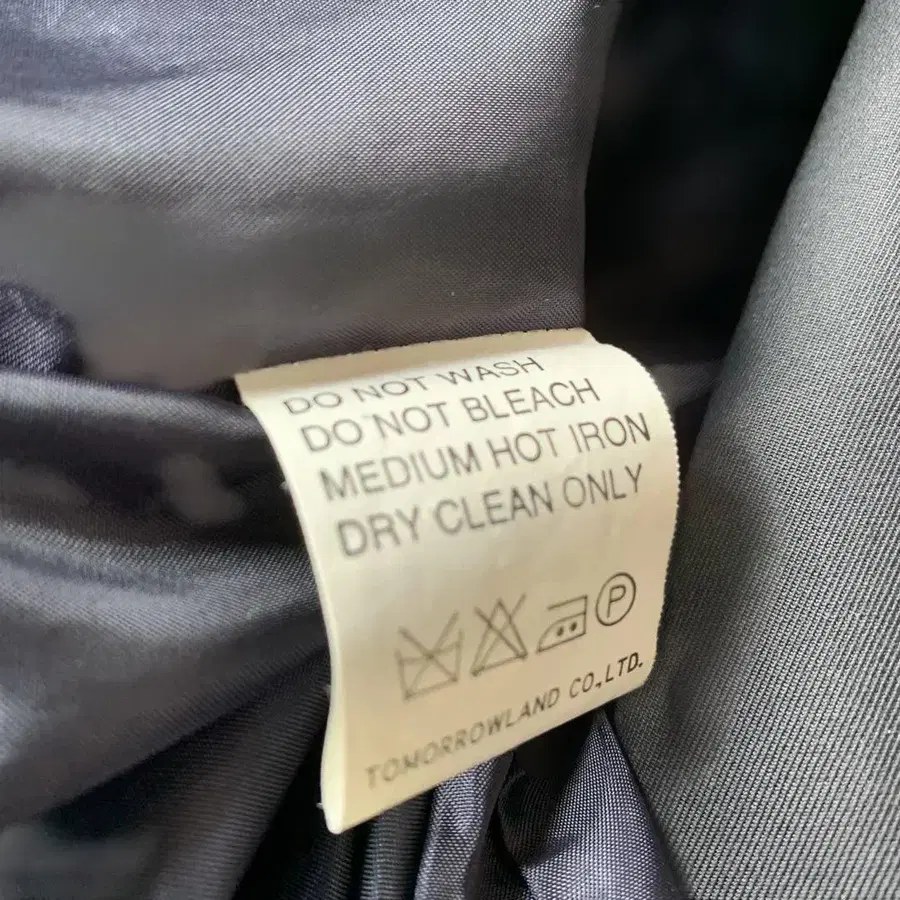 DO NOT WASH
DO NOT BLEACH
MEDIUM HOT IRON
DRY CLEAN ONLY
P
TOMORROWLAND CO.,LTD.